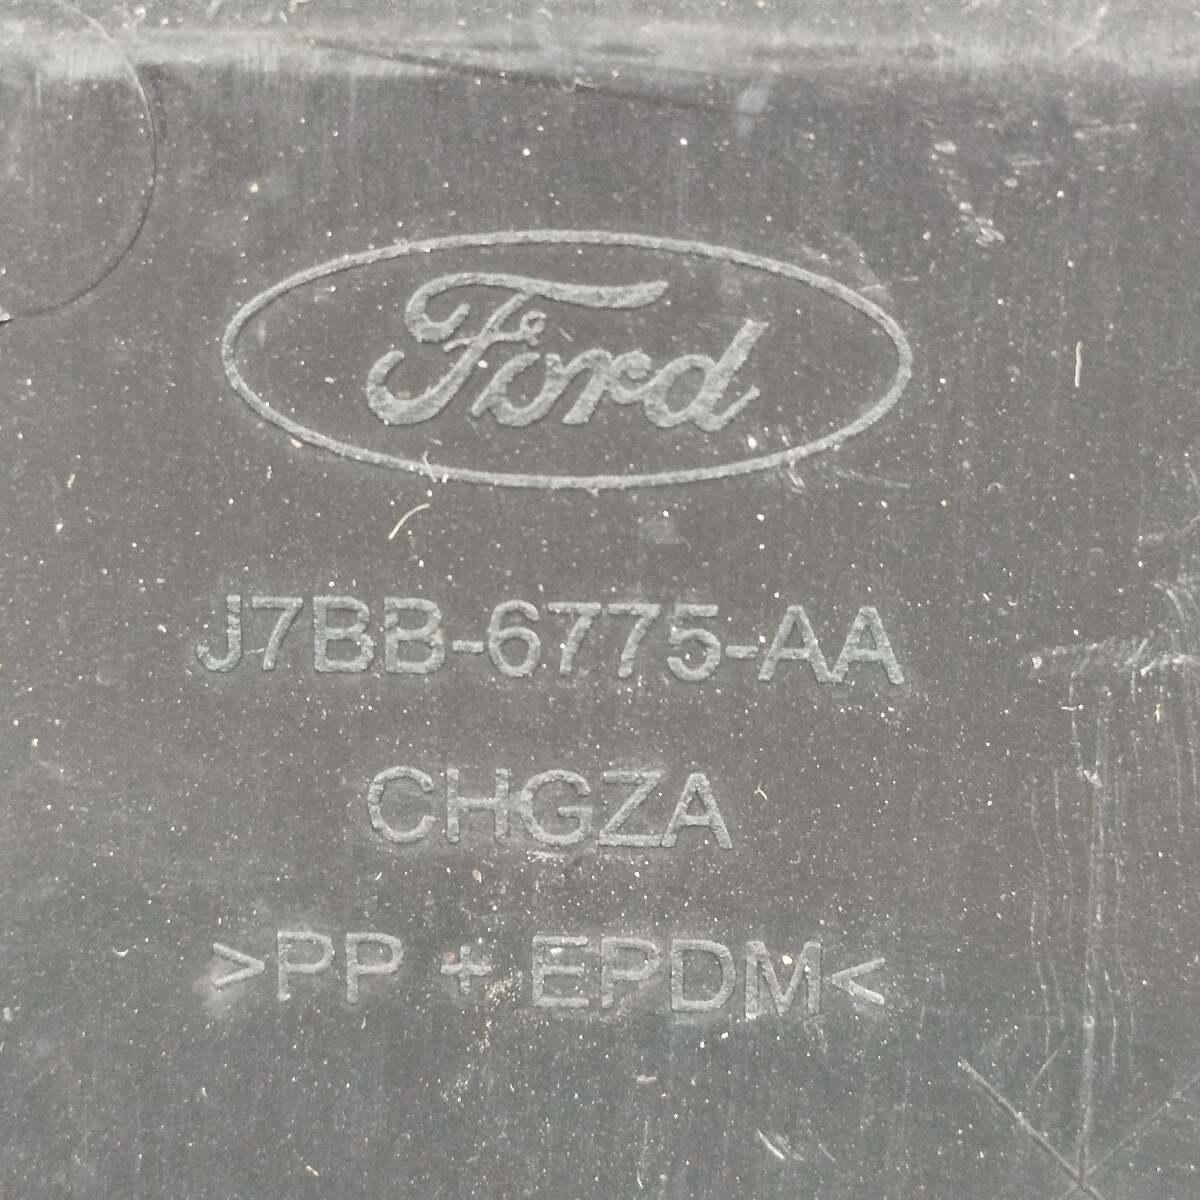 Ford
J7BB-6775-AA
CHGZA
>PP + EPDM<